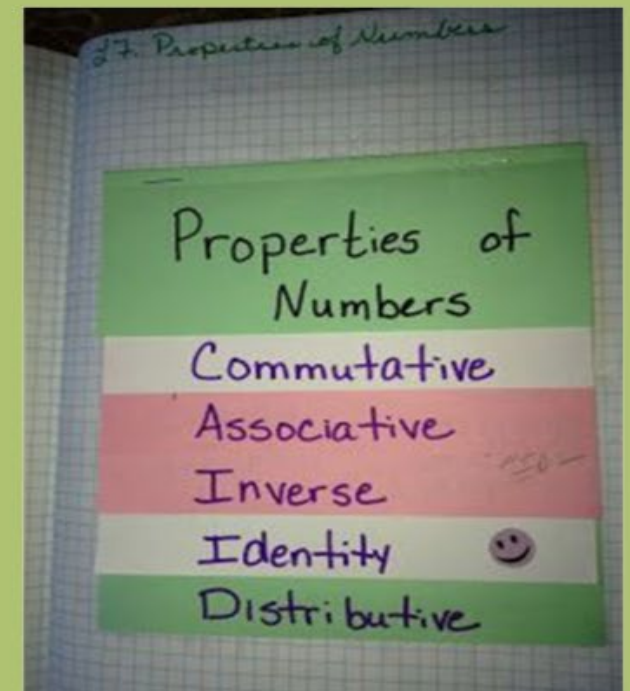 27. Properties of Numbers
Properties of
Numbers
Commutative
Associative
Inverse
Identity
Distributive